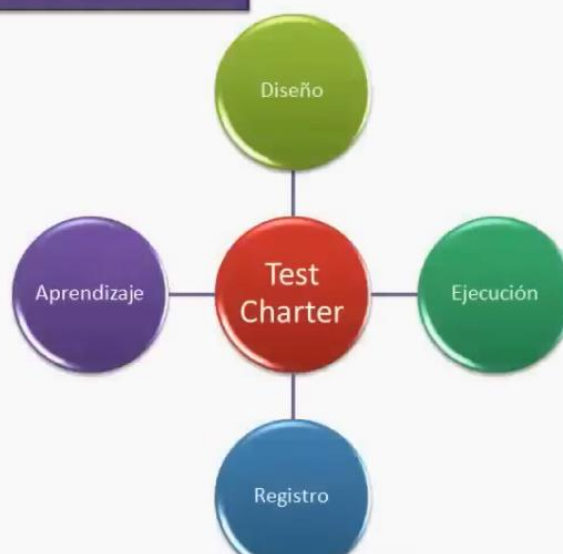 Diseño
Aprendizaje
Test
Charter
Ejecución
Registro